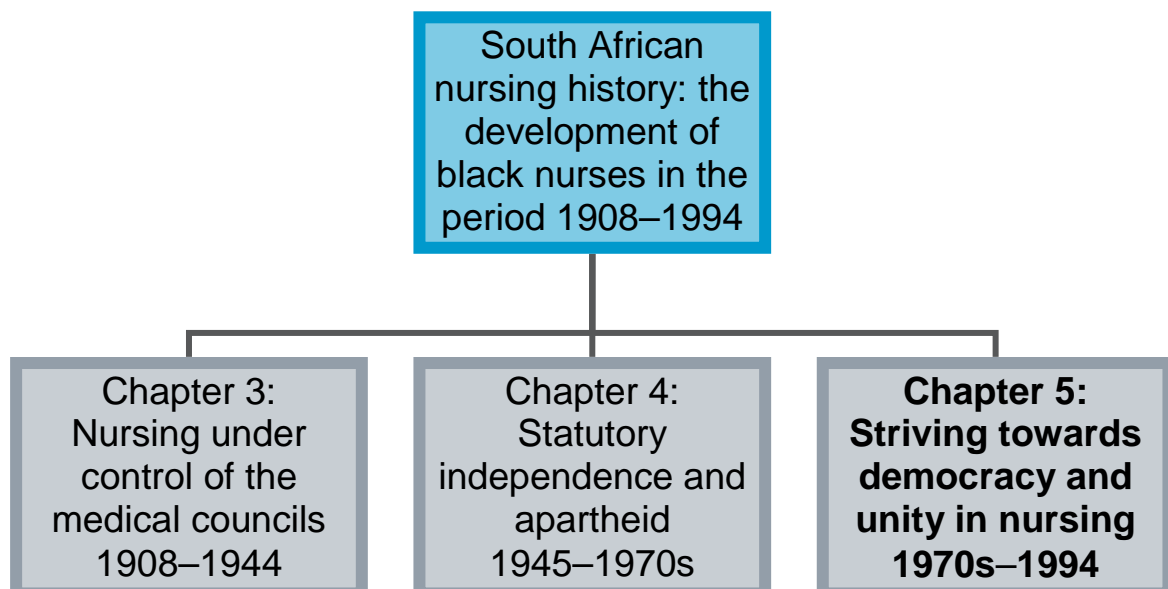 South African
nursing history: the
development of
black nurses in the
period 1908–1994
Chapter 3:
Nursing under
control of the
medical councils
1908–1944
Chapter 4:
Statutory
independence and
apartheid
1945–1970s
Chapter 5:
Striving towards
democracy and
unity in nursing
1970s–1994